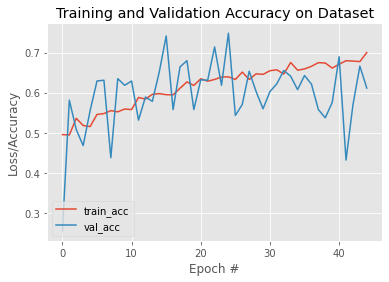 Training and Validation Accuracy on Dataset
Loss/Accuracy
0.7
0.6
0.5
0.4
0.3
train_acc
val_acc
0
10
20
30
40
Epoch #